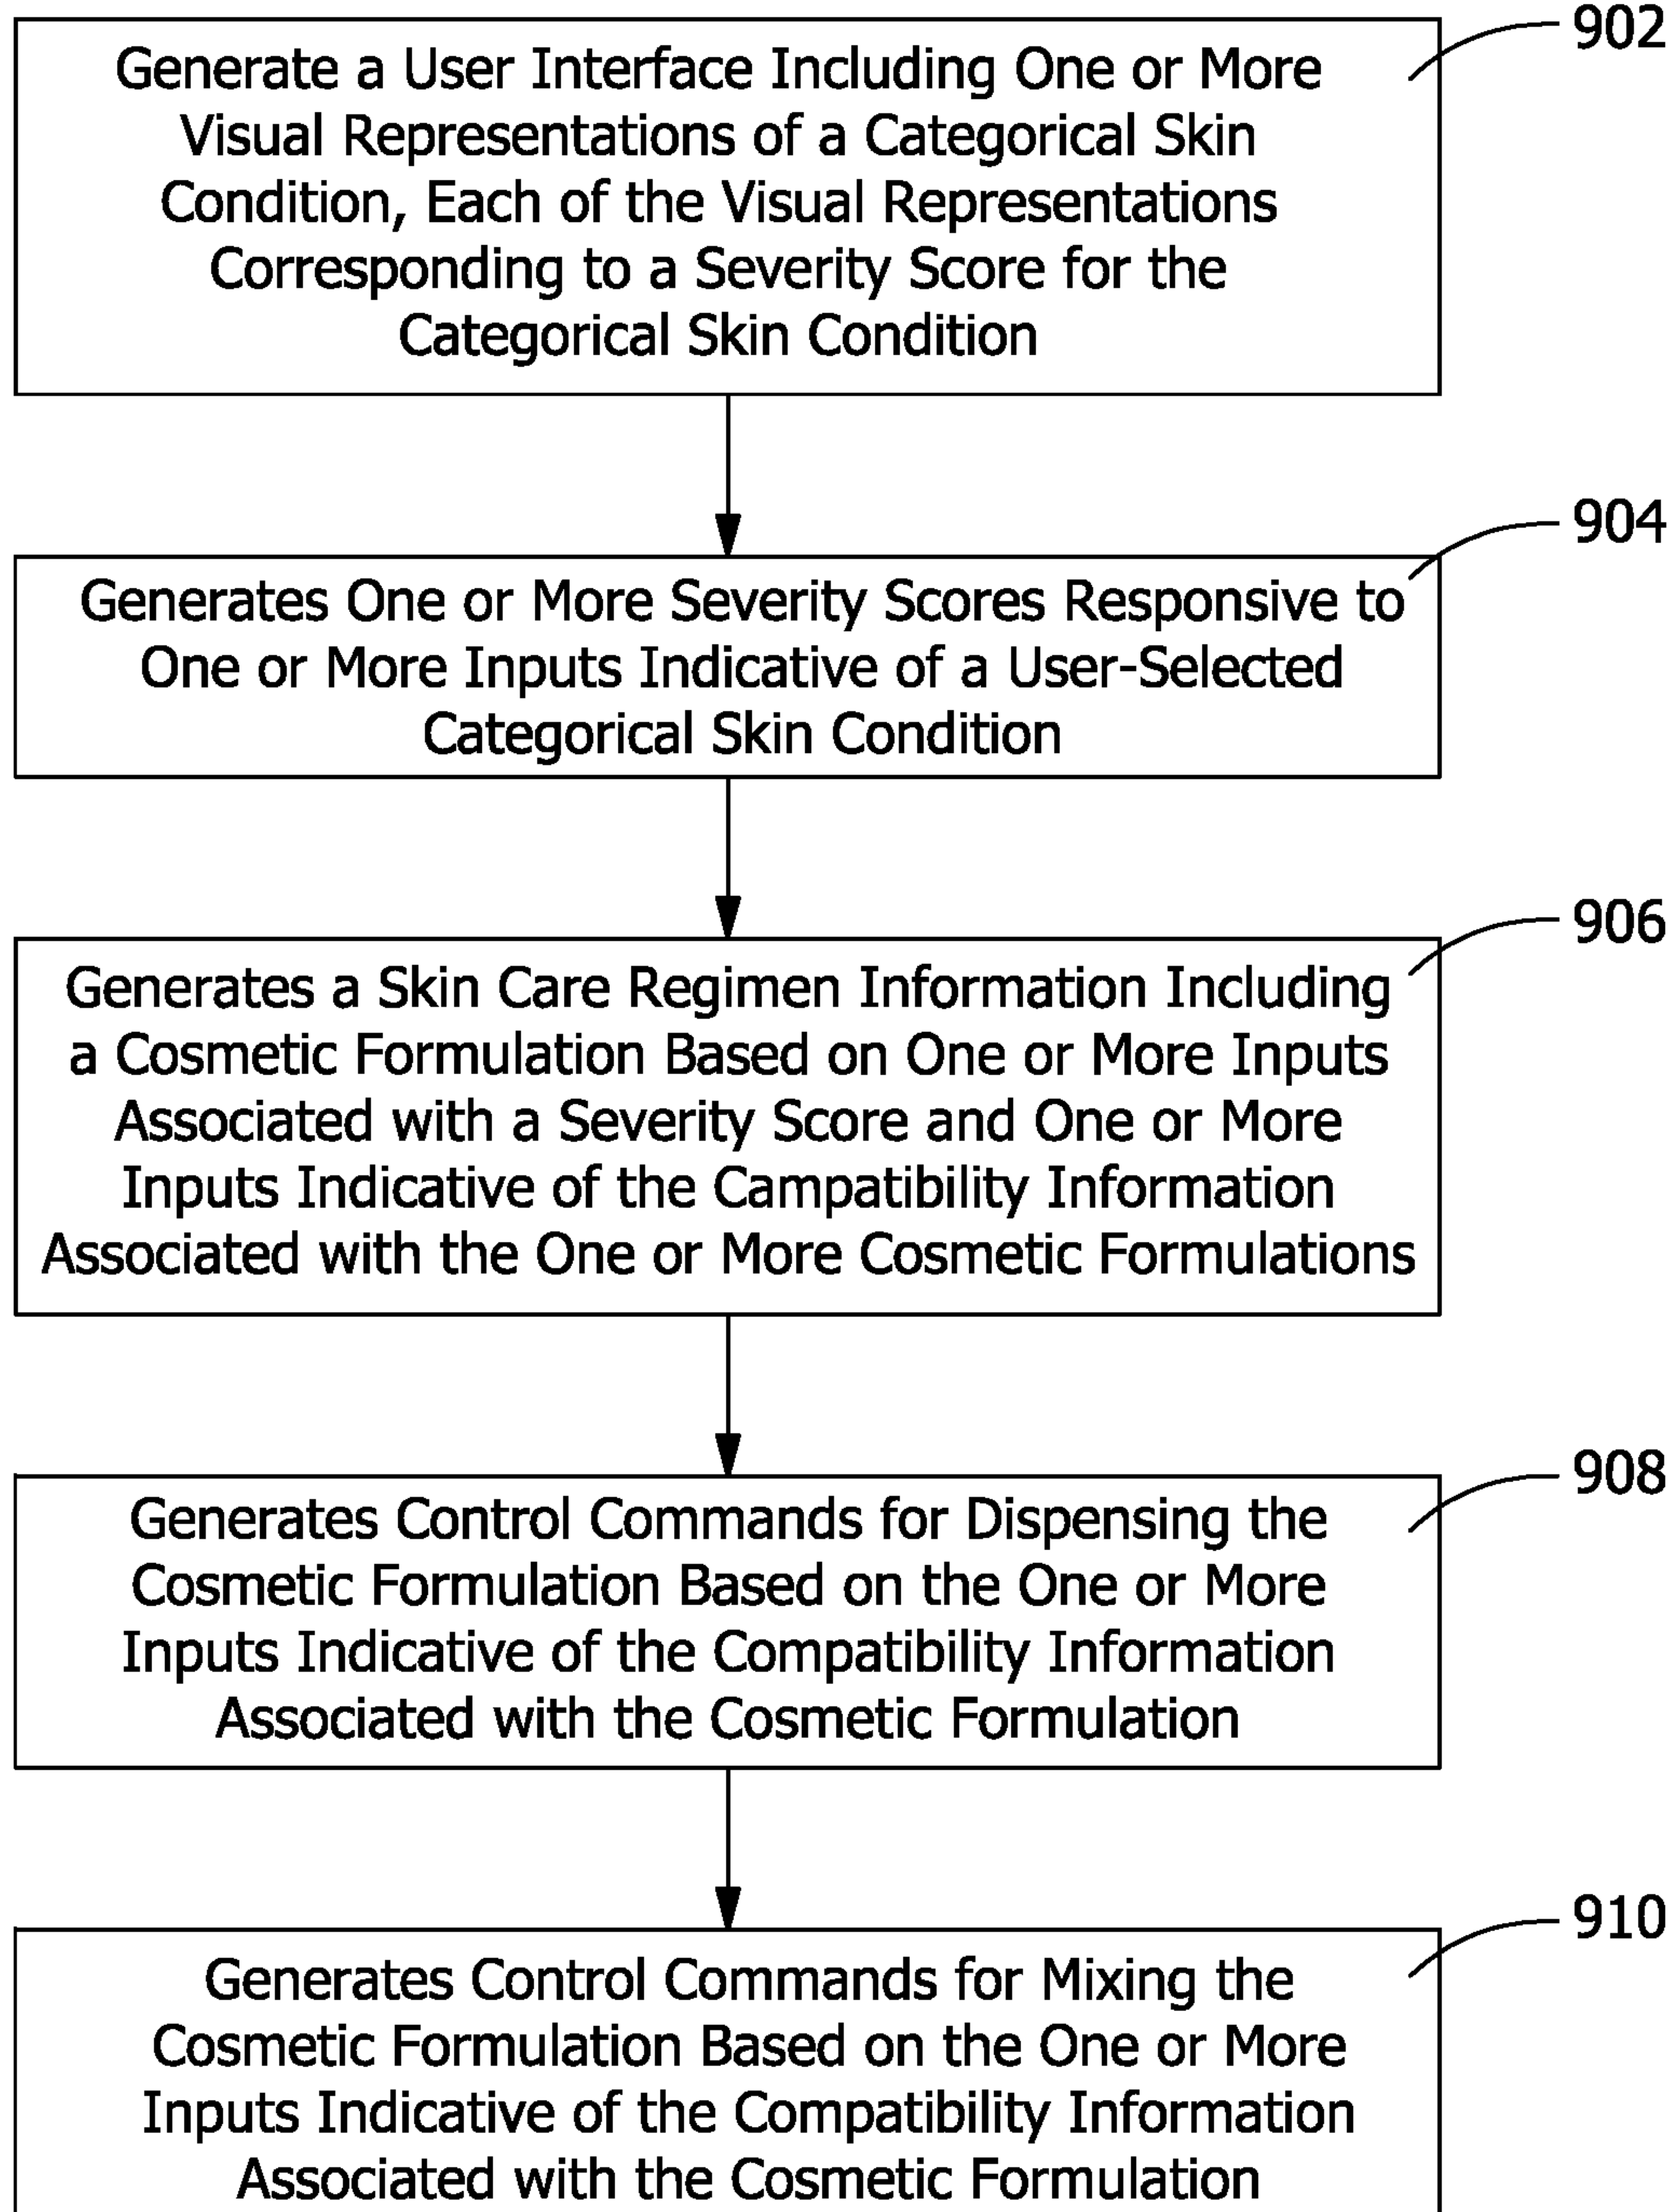 902
Generate a User Interface Including One or More
Visual Representations of a Categorical Skin
Condition, Each of the Visual Representations
Corresponding to a Severity Score for the
Categorical Skin Condition
904
Generates One or More Severity Scores Responsive to
One or More Inputs Indicative of a User-Selected
Categorical Skin Condition
906
Generates a Skin Care Regimen Information Including
a Cosmetic Formulation Based on One or More Inputs
Associated with a Severity Score and One or More
Inputs Indicative of the Campatibility Information
Associated with the One or More Cosmetic Formulations
908
Generates Control Commands for Dispensing the
Cosmetic Formulation Based on the One or More
Inputs Indicative of the Compatibility Information
Associated with the Cosmetic Formulation
910
Generates Control Commands for Mixing the
Cosmetic Formulation Based on the One or More
Inputs Indicative of the Compatibility Information
Associated with the Cosmetic Formulation